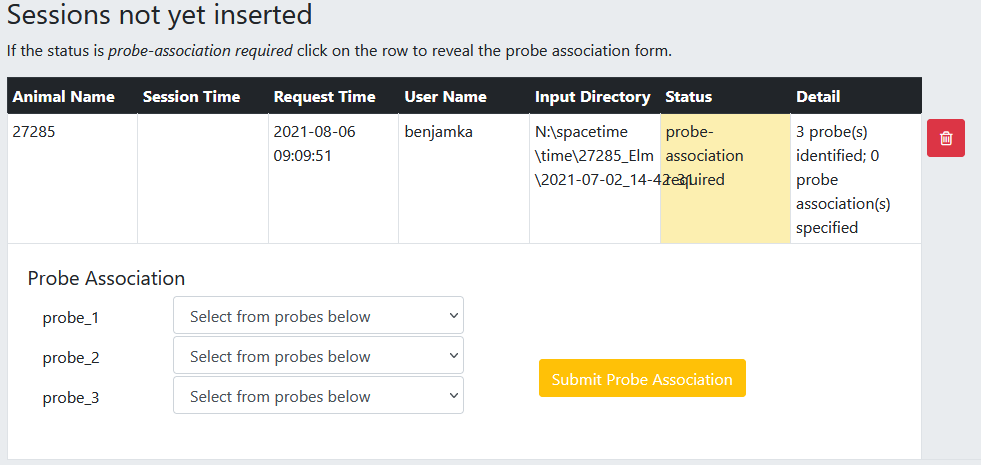 Sessions not yet inserted
If the status is probe-association required click on the row to reveal the probe association form.
Animal Name Session Time Request Time User Name Input Directory Status Detail
27285 2021-08-06 benjamka N:\spacetime probe- 3 probe(s)
09:09:51 \time\27285_Elm association identified; 0
\2021-07-02_14-42-31 required probe
association(s)
specified
Probe Association
probe_1 Select from probes below
probe_2 Select from probes below
Submit Probe Association
probe_3 Select from probes below